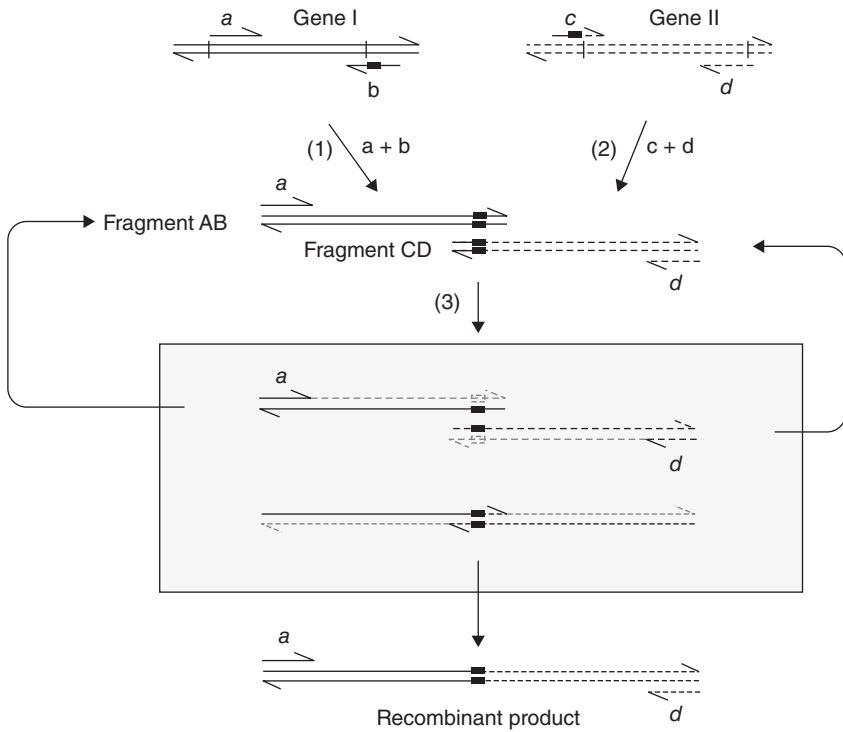 a Gene I
b
c Gene II
d
(1) a + b
(2) c + d
a
Fragment AB
Fragment CD
d
(3)
a
d
a
d
Recombinant product